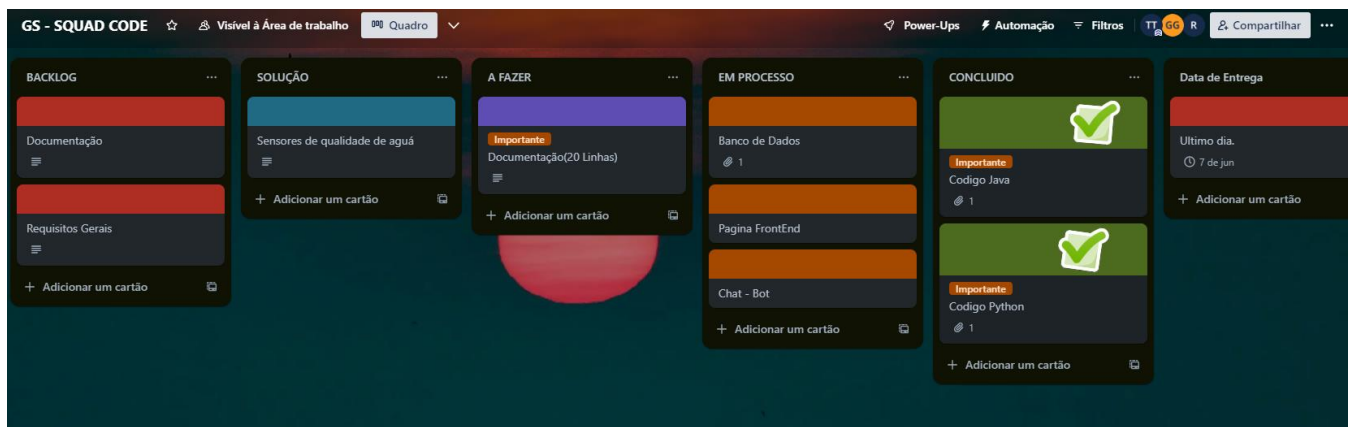 GS - SQUAD CODE
Visível à Área de trabalho
Quadro
Power-Ups
Automação
Filtros
TT
GG
R
Compartilhar
BACKLOG
Documentação
Requisitos Gerais
+ Adicionar um cartão
SOLUÇÃO
Sensores de qualidade de aguá
+ Adicionar um cartão
A FAZER
Importante
Documentação(20 Linhas)
+ Adicionar um cartão
EM PROCESSO
Banco de Dados
1
Pagina FrontEnd
Chat - Bot
+ Adicionar um cartão
CONCLUIDO
Importante
Codigo Java
1
Importante
Codigo Python
1
+ Adicionar um cartão
Data de Entrega
Ultimo dia.
7 de jun
+ Adicionar um cartão